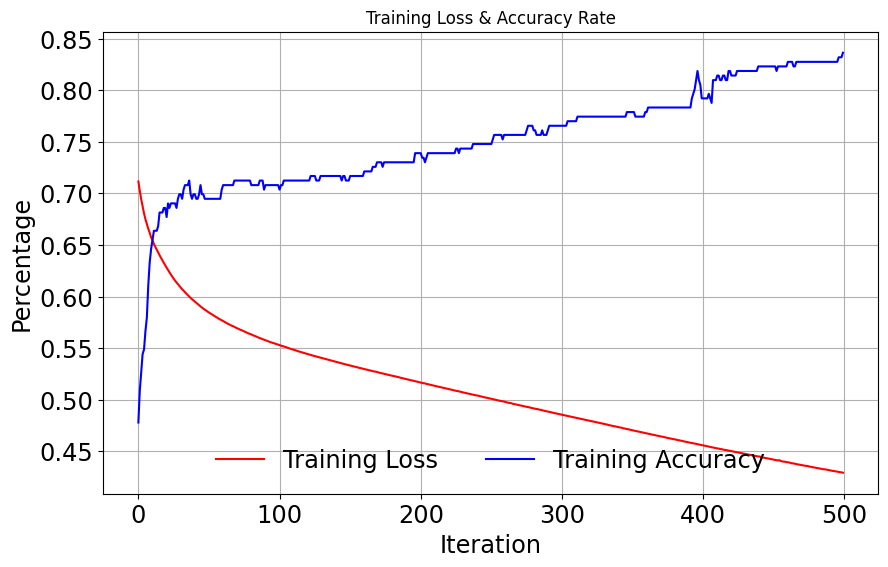 Training Loss & Accuracy Rate
0.85
0.80
0.75
0.70
0.65
0.60
0.55
0.50
0.45
Percentage
Training Loss Training Accuracy
0 100 200 300 400 500
Iteration